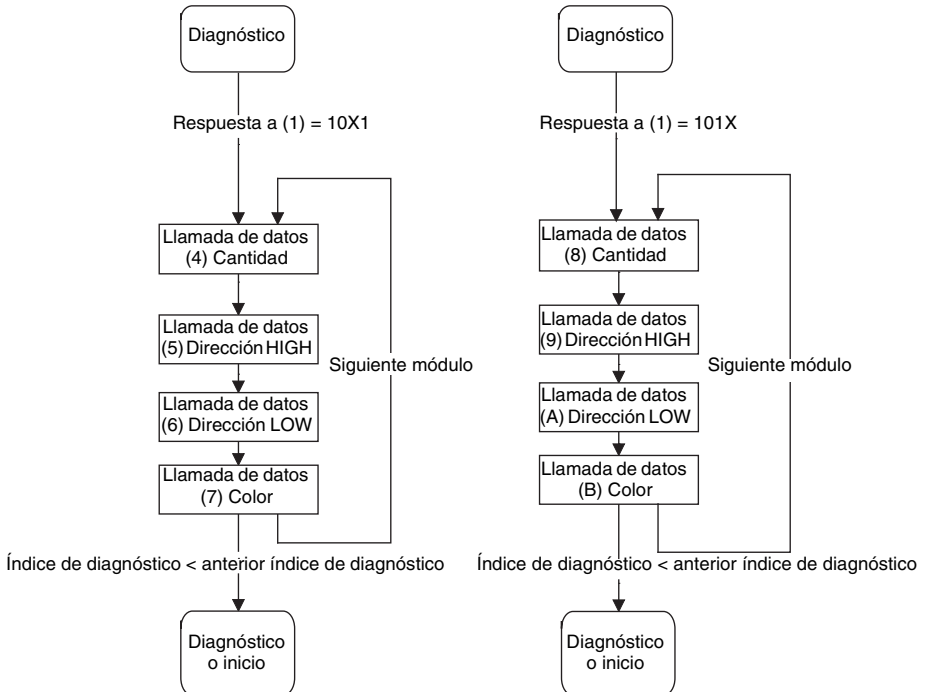 Diagnóstico
Respuesta a (1) = 10X1
Llamada de datos
(4) Cantidad
Llamada de datos
(5) Dirección HIGH
Llamada de datos
(6) Dirección LOW
Llamada de datos
(7) Color
Siguiente módulo
Índice de diagnóstico < anterior índice de diagnóstico
Diagnóstico
o inicio
Diagnóstico
Respuesta a (1) = 101X
Llamada de datos
(8) Cantidad
Llamada de datos
(9) Dirección HIGH
Llamada de datos
(A) Dirección LOW
Llamada de datos
(B) Color
Siguiente módulo
Índice de diagnóstico < anterior índice de diagnóstico
Diagnóstico
o inicio